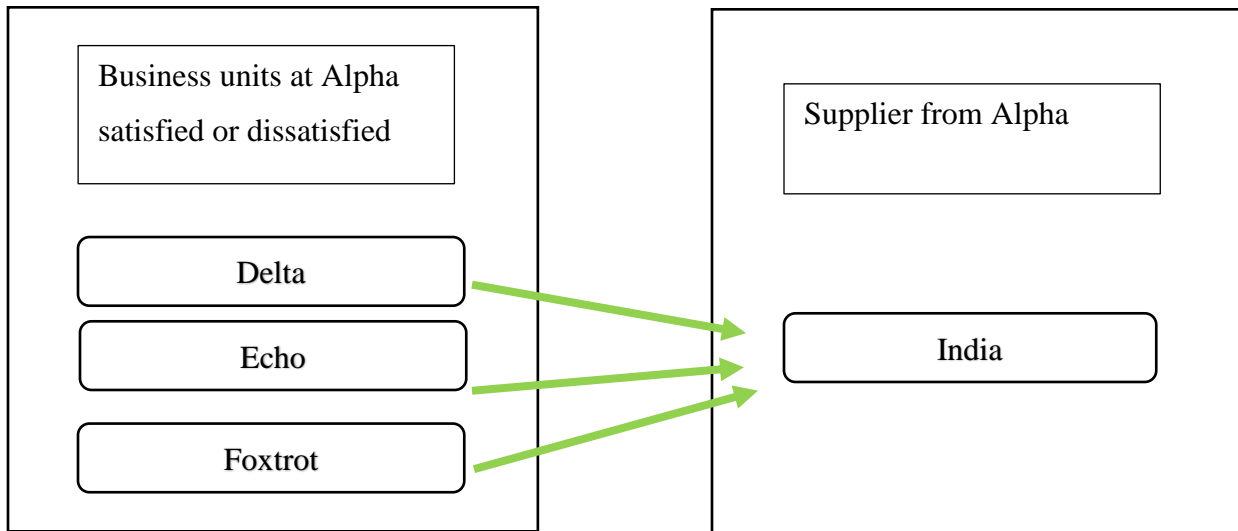 Business units at Alpha
satisfied or dissatisfied
Delta
Echo
Foxtrot
Supplier from Alpha
India